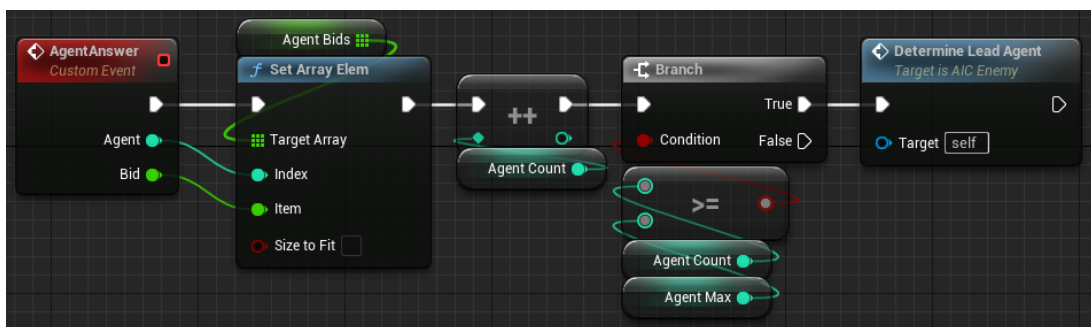 AgentAnswer
Custom Event
Agent
Bid
Agent Bids
f Set Array Elem
Target Array
Index
Item
Size to Fit
++
Agent Count
Branch
True
Condition
False
>=
Agent Count
Agent Max
Determine Lead Agent
Target is AIC Enemy
Target self